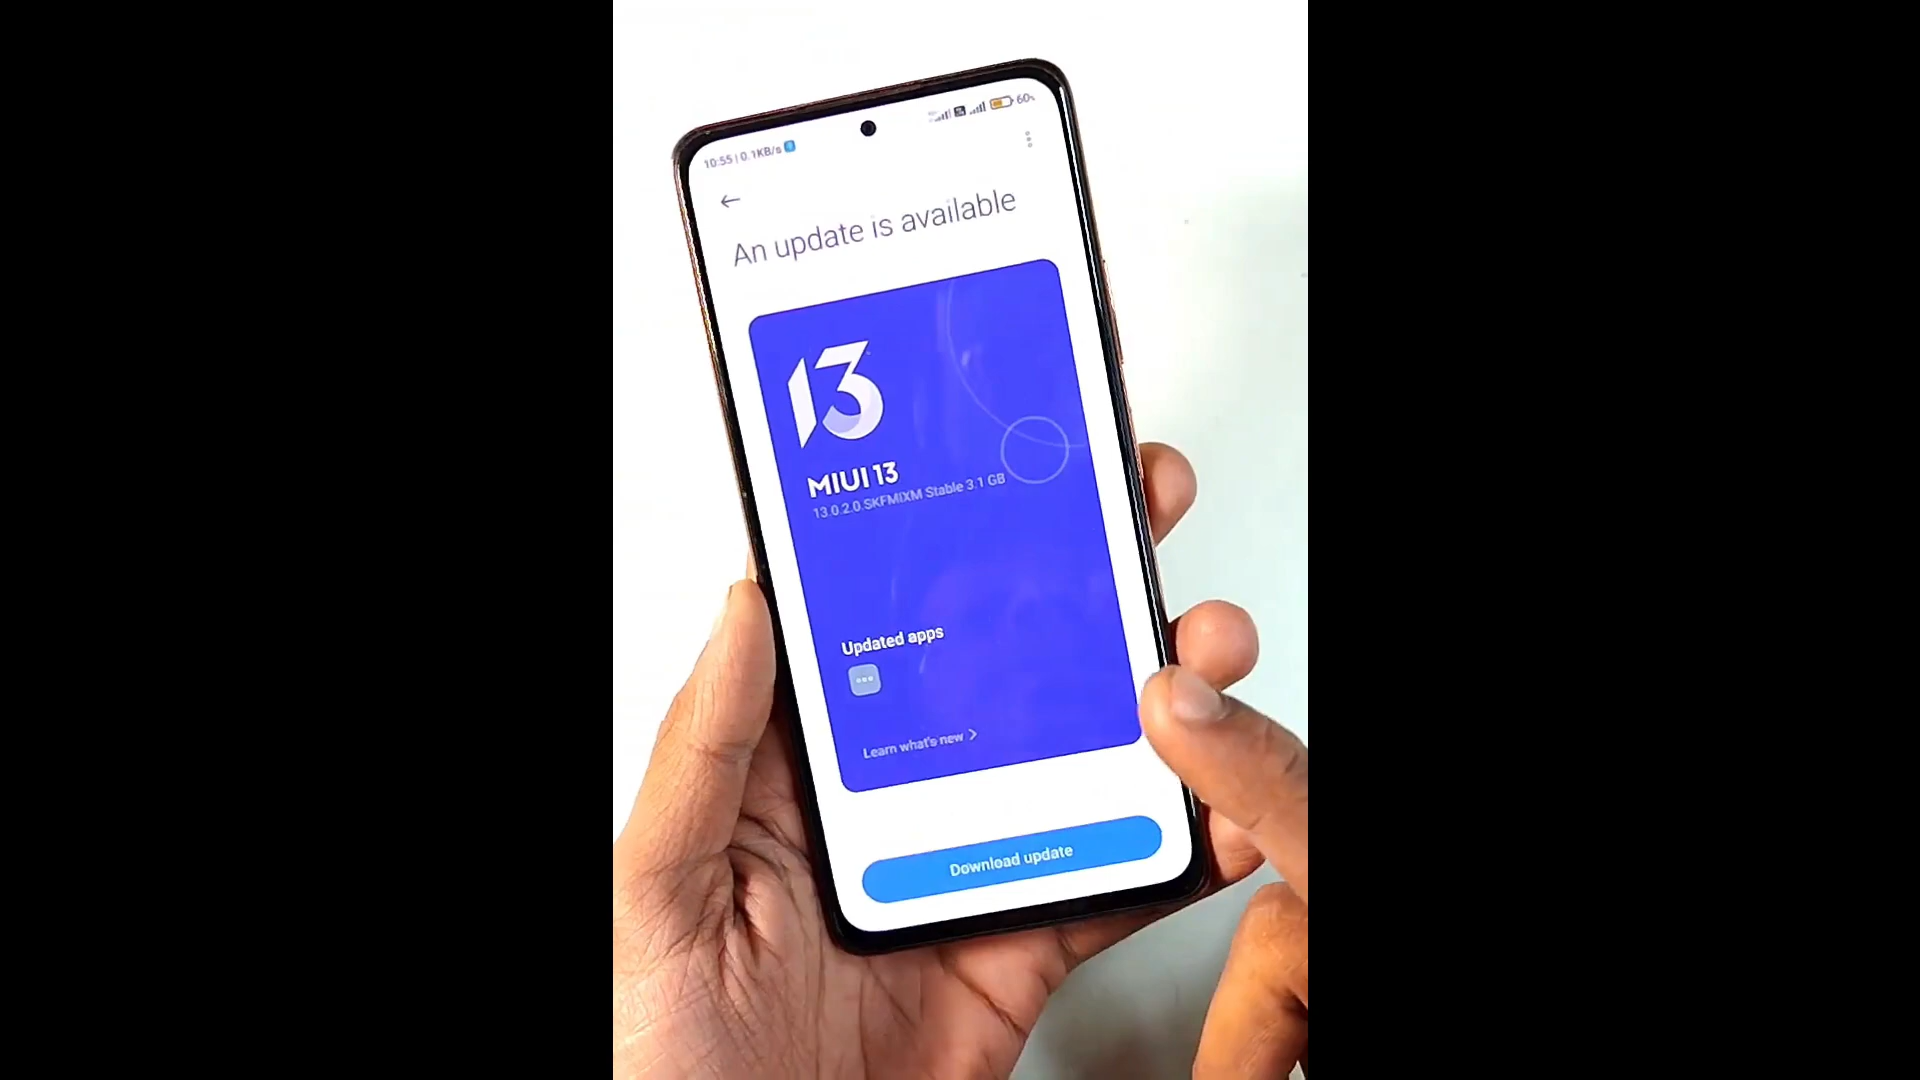 10:55 | 0.1KB/s
60%
An update is available
13
MIUI 13
13.0.2.0.SKFMIXM Stable 3.1 GB
Updated apps
Learn what's new >
Download update